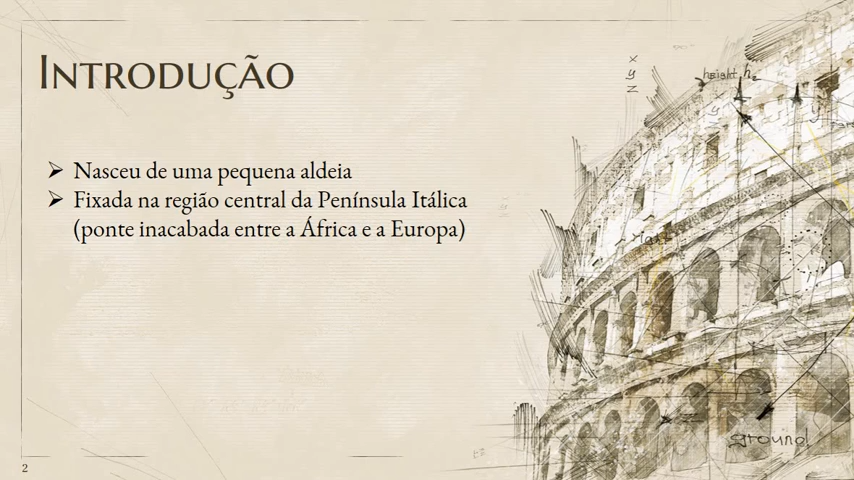 Introdução
➢ Nasceu de uma pequena aldeia
➢ Fixada na região central da Península Itálica
(ponte inacabada entre a África e a Europa)
x
y
z
height h
ground
2